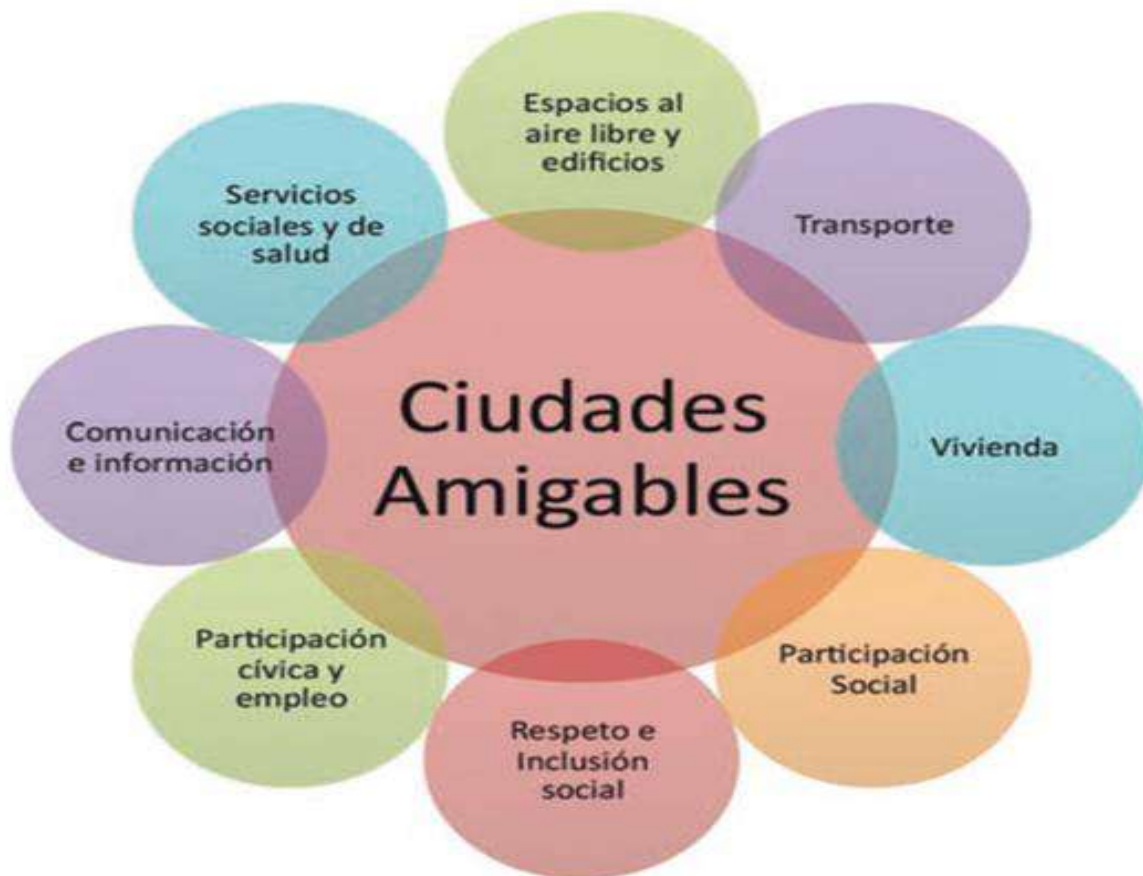 Espacios al
aire libre y
edificios
Transporte
Vivienda
Participación
Social
Respeto e
Inclusión
social
Participación
cívica y
empleo
Comunicación
e información
Servicios
sociales y de
salud
Ciudades
Amigables